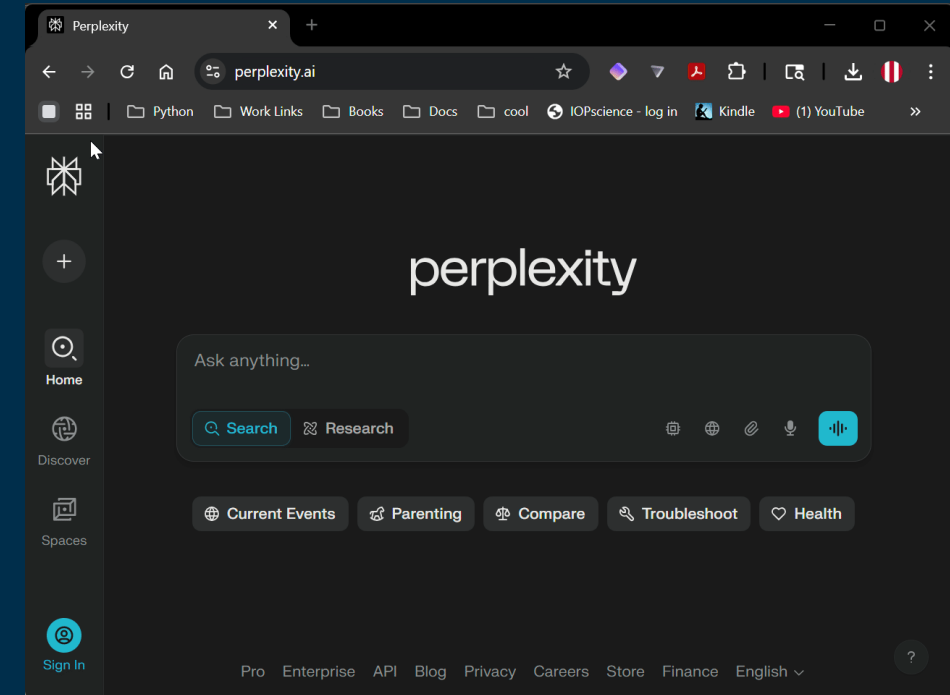 Perplexity
perplexity.ai
Python Work Links Books Docs cool IOPscience - log in Kindle (1) YouTube
perplexity
Ask anything...
Home
Search Research
Discover
Current Events Parenting Compare Troubleshoot Health
Spaces
Sign In
Pro Enterprise API Blog Privacy Careers Store Finance English
?